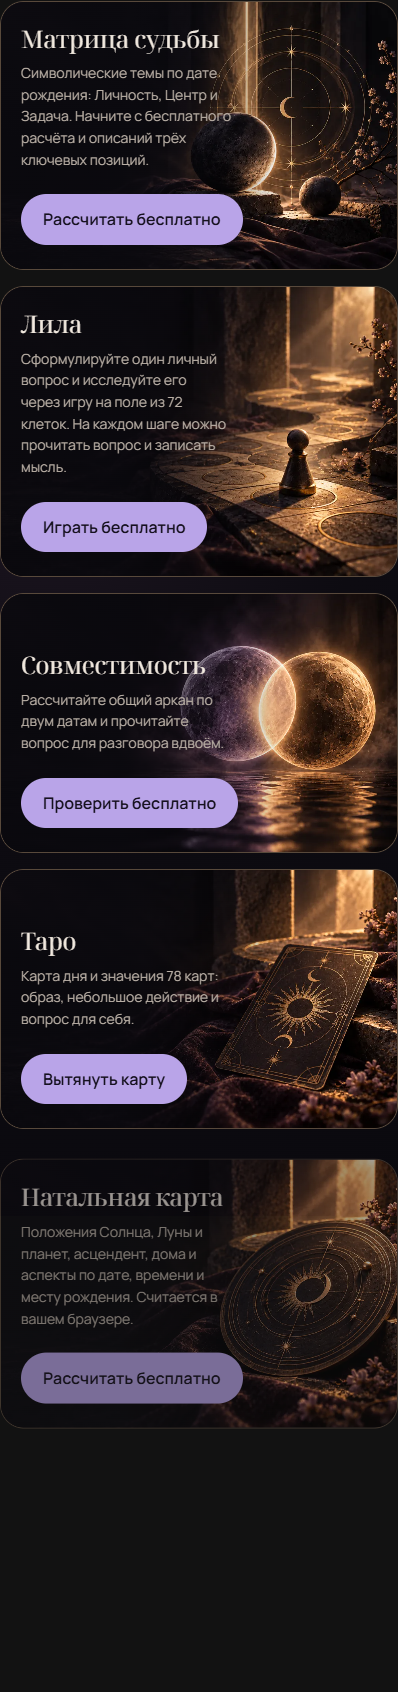 Матрица судьбы
Символические темы по дате
рождения: Личность, Центр и
Задача. Начните с бесплатного
расчёта и описаний трёх
ключевых позиций.
Рассчитать бесплатно
Лила
Сформулируйте один личный
вопрос и исследуйте его
через игру на поле из 72
клеток. На каждом шаге можно
прочитать вопрос и записать
мысль.
Играть бесплатно
Совместимость
Рассчитайте общий аркан по
двум датам и прочитайте
вопрос для разговора вдвоём.
Проверить бесплатно
Таро
Карта дня и значения 78 карт:
образ, небольшое действие и
вопрос для себя.
Вытянуть карту
Натальная карта
Положения Солнца, Луны и
планет, асцендент, дома и
аспекты по дате, времени и
месту рождения. Считается в
вашем браузере.
Рассчитать бесплатно